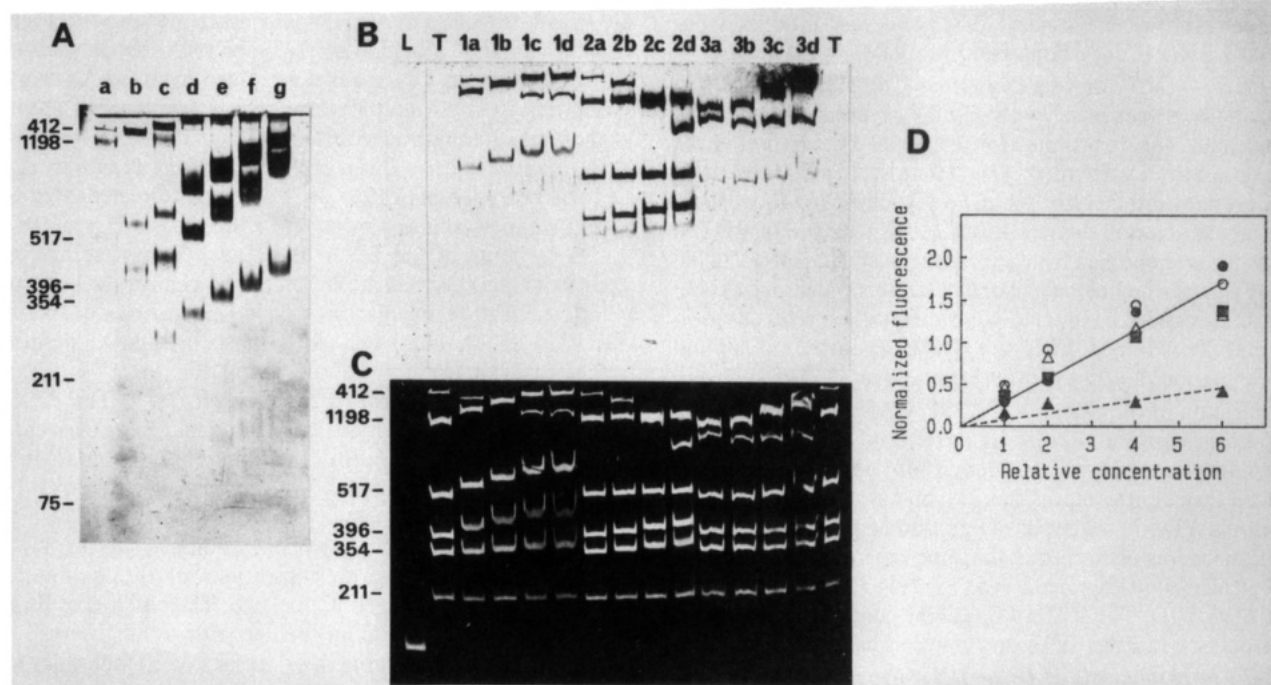 A
a b c d e f g
412
1198
517
396
354
211
75
B
L T 1a 1b 1c 1d 2a 2b 2c 2d 3a 3b 3c 3d T
C
412
1198
517
396
354
211
D
Normalized fluorescence
2.0
1.5
1.0
0.5
0.0
0 1 2 3 4 5 6
Relative concentration